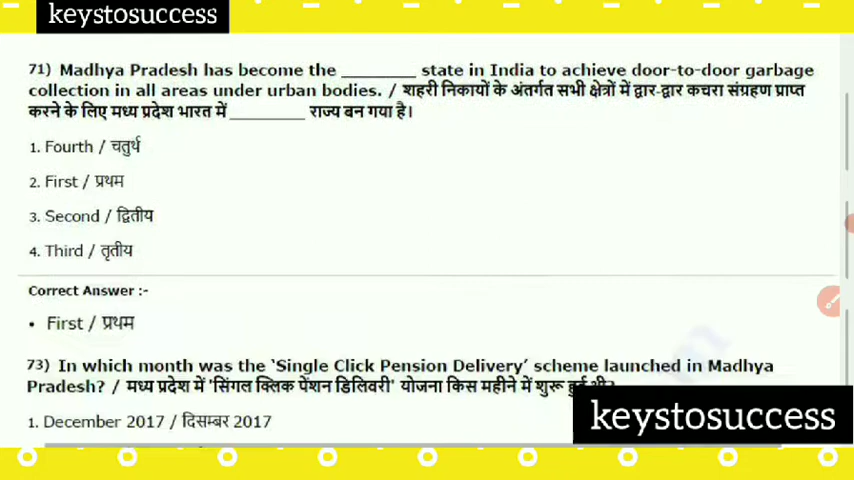 keystosuccess
71) Madhya Pradesh has become the ________ state in India to achieve door-to-door garbage
collection in all areas under urban bodies. / शहरी निकायों के अंतर्गत सभी क्षेत्रों में द्वार-द्वार कचरा संग्रहण प्राप्त
करने के लिए मध्य प्रदेश भारत में ________ राज्य बन गया है।
1. Fourth / चतुर्थ
2. First / प्रथम
3. Second / द्वितीय
4. Third / तृतीय
Correct Answer :-
• First / प्रथम
73) In which month was the ‘Single Click Pension Delivery’ scheme launched in Madhya
Pradesh? / मध्य प्रदेश में 'सिंगल क्लिक पेंशन डिलिवरी' योजना किस महीने में शुरू
keystosuccess
1. December 2017 / दिसम्बर 2017